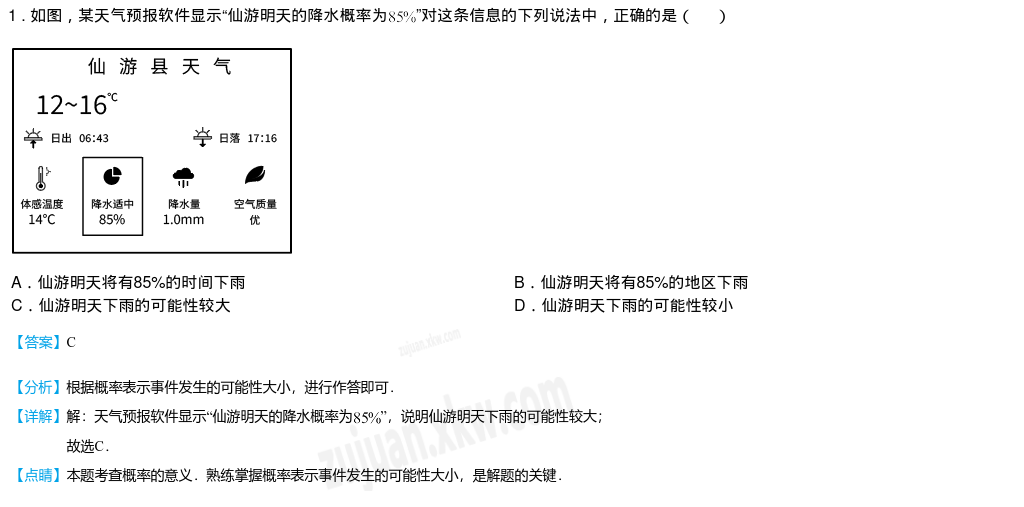 1．如图，某天气预报软件显示“仙游明天的降水概率为85%”对这条信息的下列说法中，正确的是（　　）
仙游县天气
12~16℃
日出 06:43 日落 17:16
体感温度 降水适中 降水量 空气质量
14℃ 85% 1.0mm 优
A．仙游明天将有85%的时间下雨 B．仙游明天将有85%的地区下雨
C．仙游明天下雨的可能性较大 D．仙游明天下雨的可能性较小
【答案】C
zujuan.xkw.com
【分析】根据概率表示事件发生的可能性大小，进行作答即可．
【详解】解：天气预报软件显示“仙游明天的降水概率为85%”，说明仙游明天下雨的可能性较大；
故选C．
zujuan.xkw.com
【点睛】本题考查概率的意义．熟练掌握概率表示事件发生的可能性大小，是解题的关键．